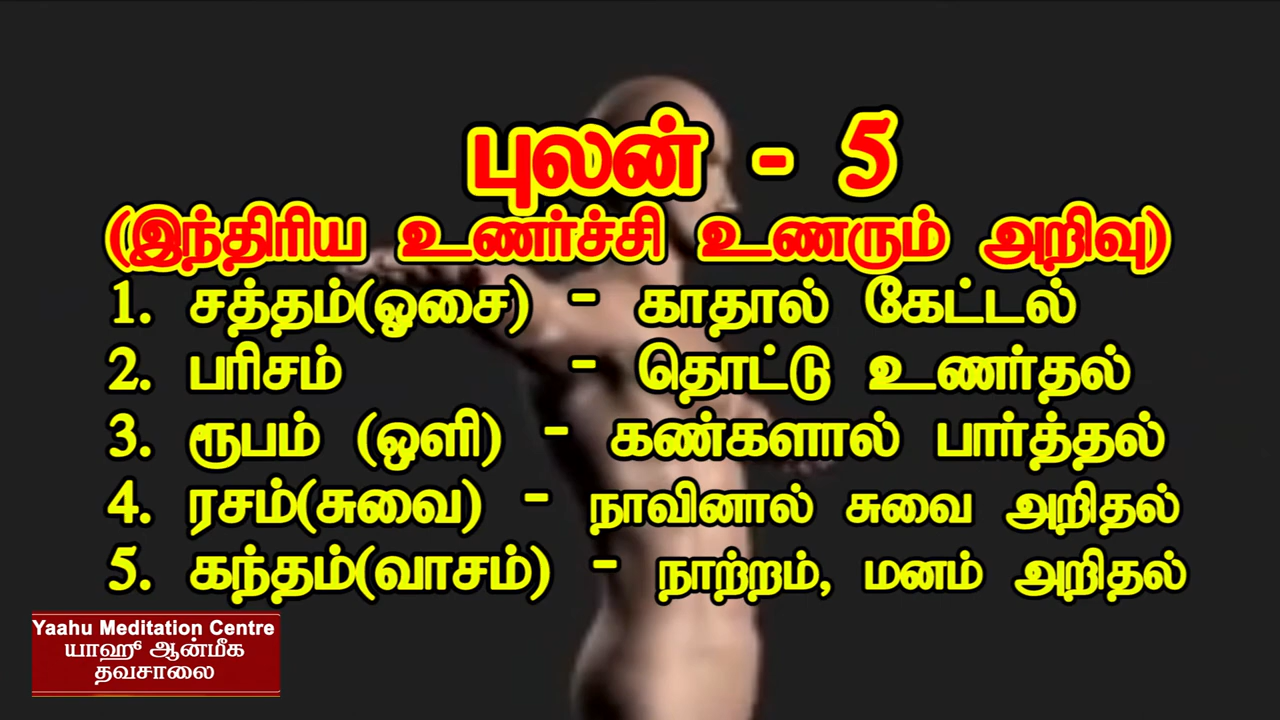 புலன் - 5
(இந்திரிய உணர்ச்சி உணரும் அறிவு)
1. சத்தம்(ஓசை) - காதால் கேட்டல்
2. பரிசம் - தொட்டு உணர்தல்
3. ரூபம் (ஒளி) - கண்களால் பார்த்தல்
4. ரசம்(சுவை) - நாவினால் சுவை அறிதல்
5. கந்தம்(வாசம்) - நாற்றம், மனம் அறிதல்
Yaahu Meditation Centre
யாஹூ ஆன்மீக
தவசாலை